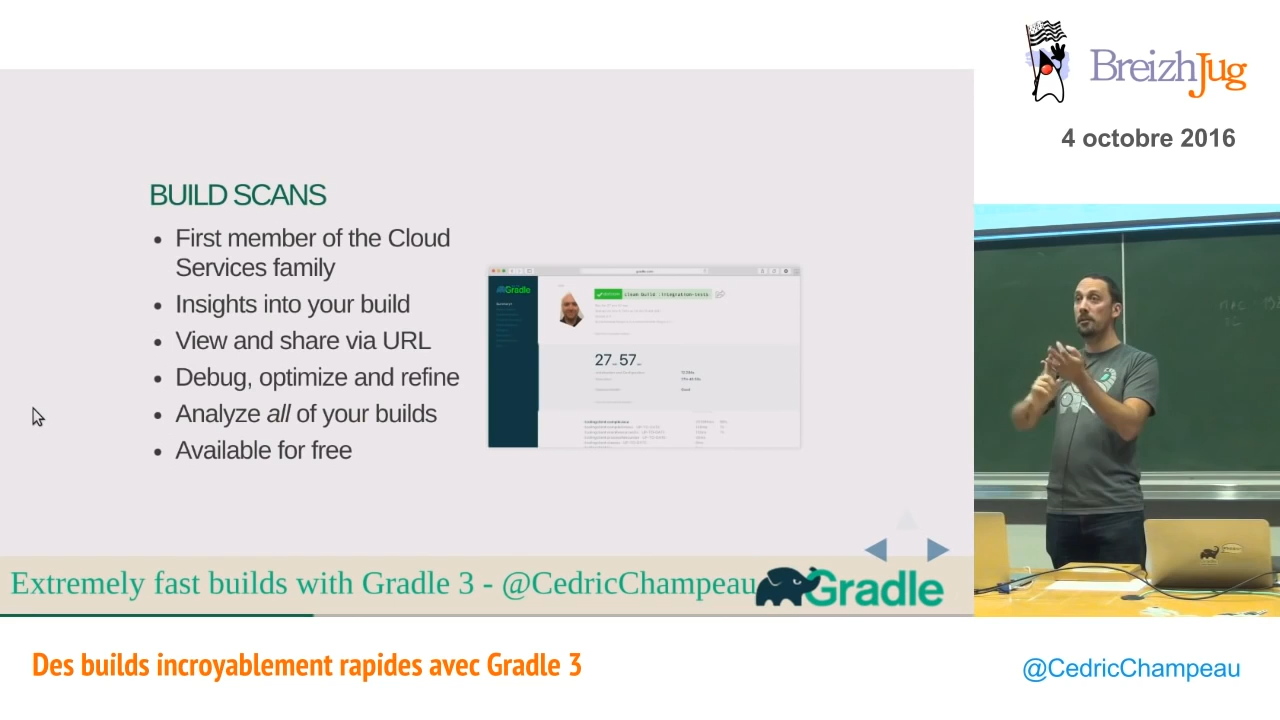 BreizhJug
4 octobre 2016
BUILD SCANS
First member of the Cloud
Services family
Insights into your build
View and share via URL
Debug, optimize and refine
Analyze all of your builds
Available for free
Gradle
27 57
Extremely fast builds with Gradle 3 - @CedricChampeau
Gradle
Des builds incroyablement rapides avec Gradle 3
@CedricChampeau